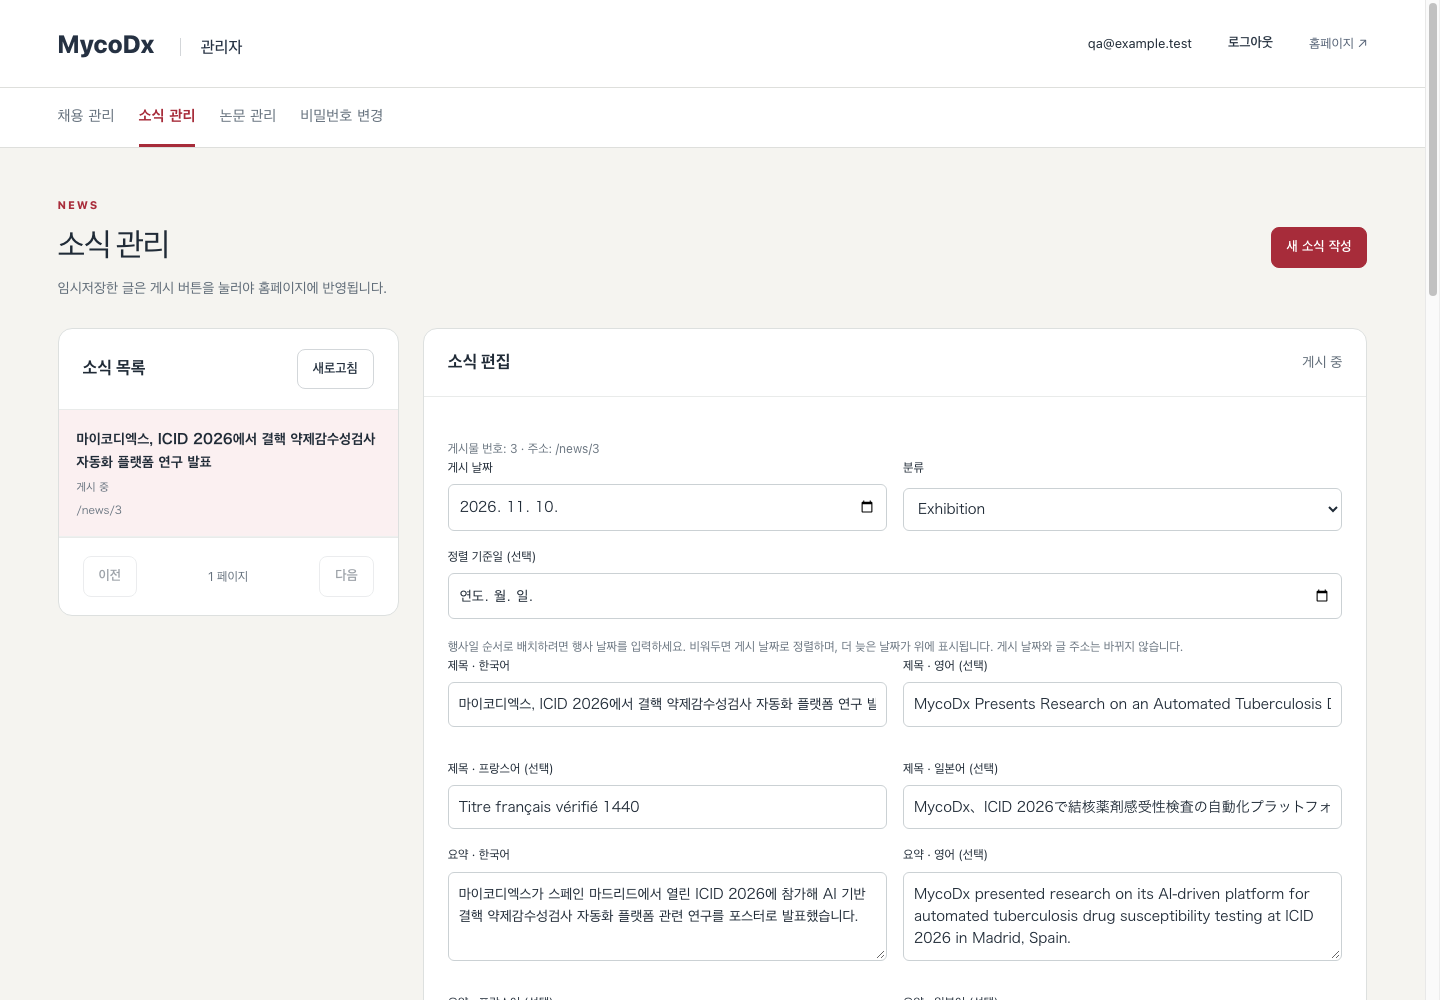 MycoDx
관리자
qa@example.test
로그아웃
홈페이지 ↗
채용 관리
소식 관리
논문 관리
비밀번호 변경
NEWS
소식 관리
새 소식 작성
임시저장한 글은 게시 버튼을 눌러야 홈페이지에 반영됩니다.
소식 목록
새로고침
마이코디엑스, ICID 2026에서 결핵 약제감수성검사
자동화 플랫폼 연구 발표
게시 중
/news/3
이전
1 페이지
다음
소식 편집
게시 중
게시물 번호: 3 · 주소: /news/3
게시 날짜
분류
2026. 11. 10.
Exhibition
정렬 기준일 (선택)
연도. 월. 일.
행사일 순서로 배치하려면 행사 날짜를 입력하세요. 비워두면 게시 날짜로 정렬하며, 더 늦은 날짜가 위에 표시됩니다. 게시 날짜와 글 주소는 바뀌지 않습니다.
제목 · 한국어
제목 · 영어 (선택)
마이코디엑스, ICID 2026에서 결핵 약제감수성검사 자동화 플랫폼 연구
MycoDx Presents Research on an Automated Tuberculosis
제목 · 프랑스어 (선택)
제목 · 일본어 (선택)
Titre français vérifié 1440
MycoDx、ICID 2026で結核薬剤感受性検査の自動化プラットフォ
요약 · 한국어
요약 · 영어 (선택)
마이코디엑스가 스페인 마드리드에서 열린 ICID 2026에 참가해 AI 기반
결핵 약제감수성검사 자동화 플랫폼 관련 연구를 포스터로 발표했습니다.
MycoDx presented research on its AI-driven platform for
automated tuberculosis drug susceptibility testing at ICID
2026 in Madrid, Spain.